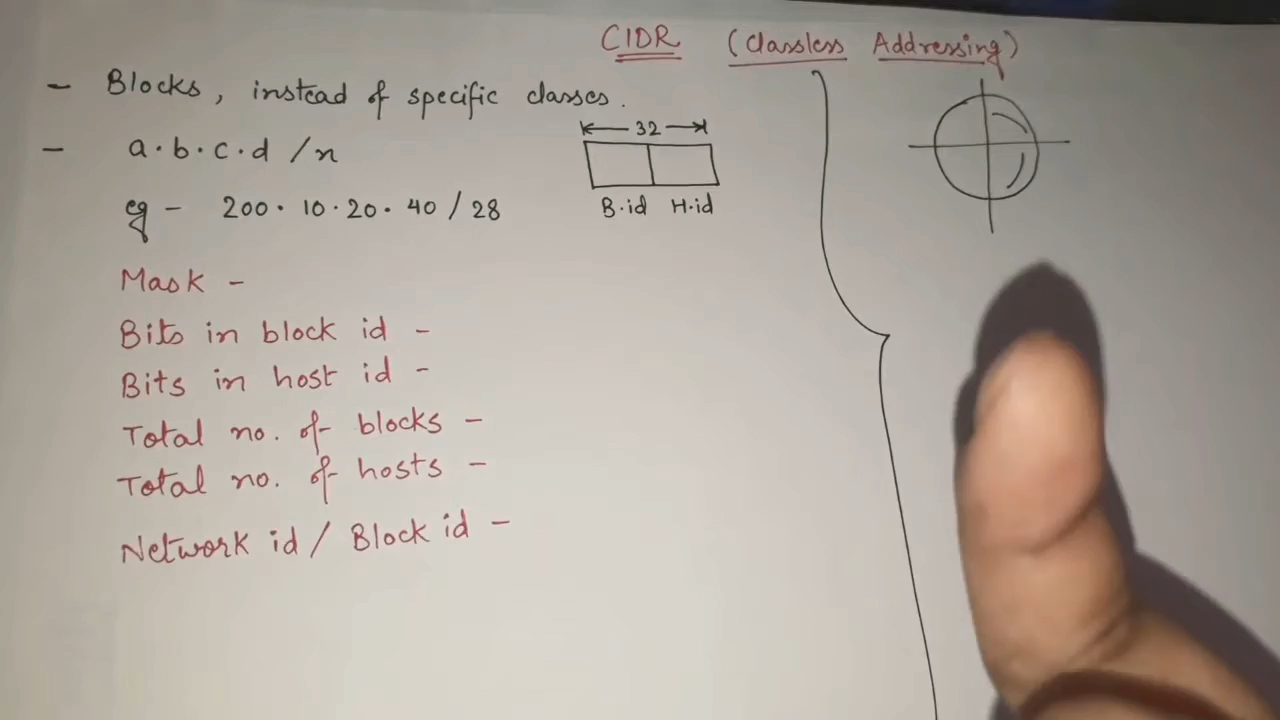 CIDR (Classless Addressing)
- Blocks, instead of specific classes.
- a.b.c.d /n
eg - 200.10.20.40/28
32
B.id H.id
Mask -
Bits in block id -
Bits in host id -
Total no. of blocks -
Total no. of hosts -
Network id / Block id -